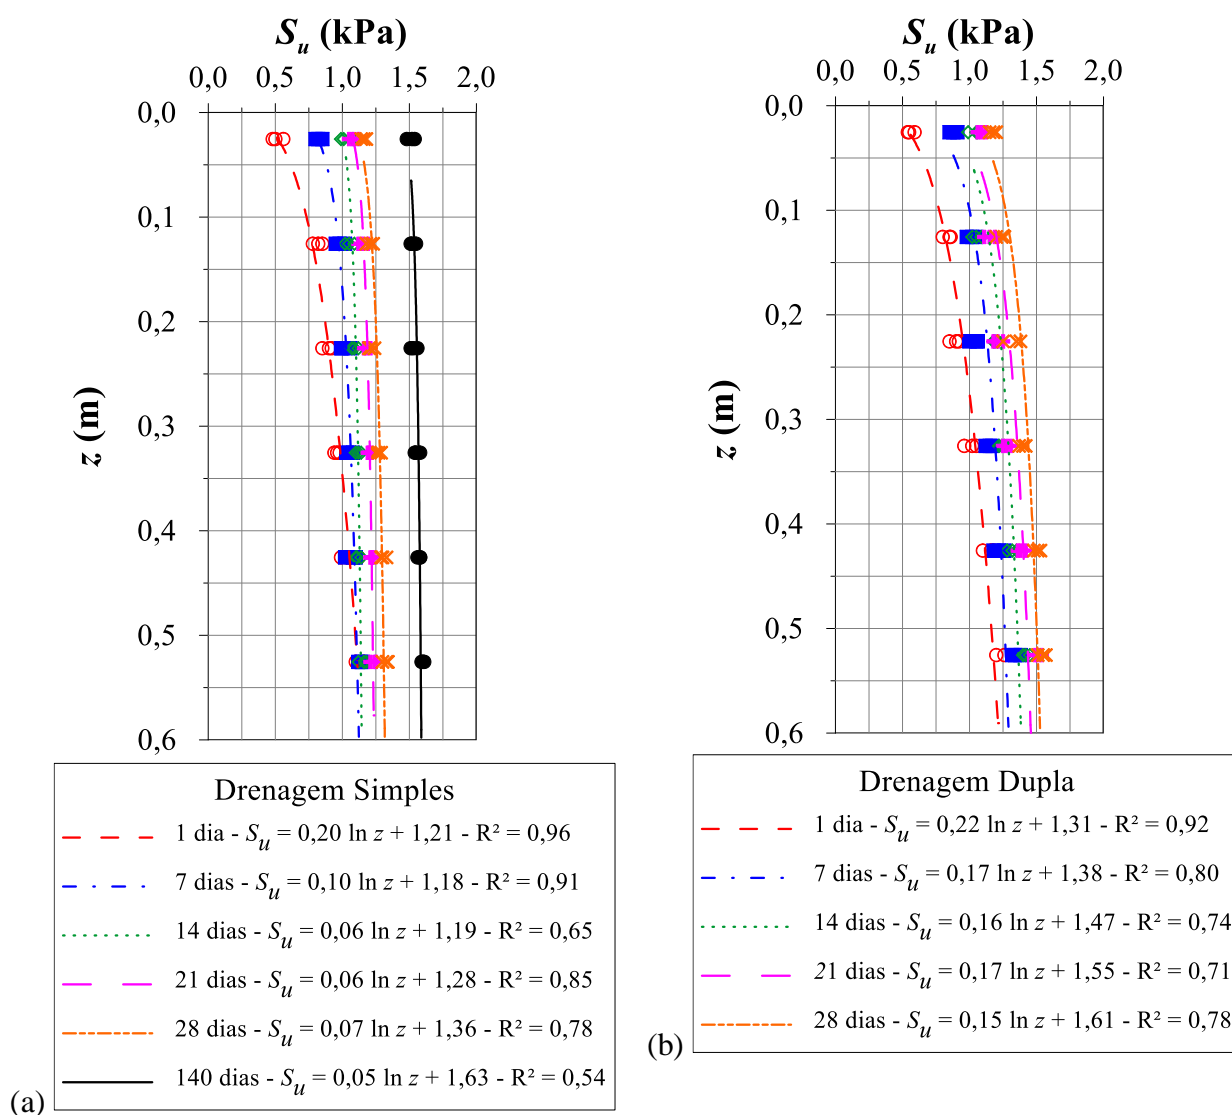 S_u (kPa)
0,0 0,5 1,0 1,5 2,0
0,0
0,1
0,2
0,3
0,4
0,5
0,6
z (m)
Drenagem Simples
1 dia - S_u = 0,20 ln z + 1,21 - R² = 0,96
7 dias - S_u = 0,10 ln z + 1,18 - R² = 0,91
14 dias - S_u = 0,06 ln z + 1,19 - R² = 0,65
21 dias - S_u = 0,06 ln z + 1,28 - R² = 0,85
28 dias - S_u = 0,07 ln z + 1,36 - R² = 0,78
140 dias - S_u = 0,05 ln z + 1,63 - R² = 0,54
(a)
S_u (kPa)
0,0 0,5 1,0 1,5 2,0
0,0
0,1
0,2
0,3
0,4
0,5
0,6
z (m)
Drenagem Dupla
1 dia - S_u = 0,22 ln z + 1,31 - R² = 0,92
7 dias - S_u = 0,17 ln z + 1,38 - R² = 0,80
14 dias - S_u = 0,16 ln z + 1,47 - R² = 0,74
21 dias - S_u = 0,17 ln z + 1,55 - R² = 0,71
28 dias - S_u = 0,15 ln z + 1,61 - R² = 0,78
(b)